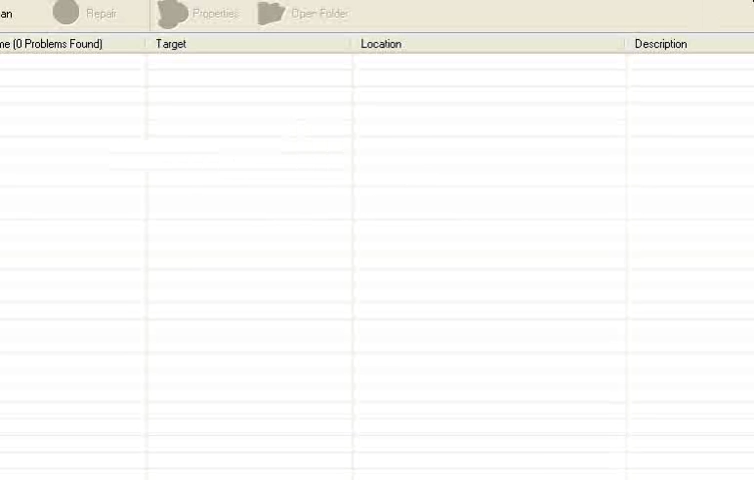 an Repair Properties Open Folder
me (0 Problems Found) Target Location Description